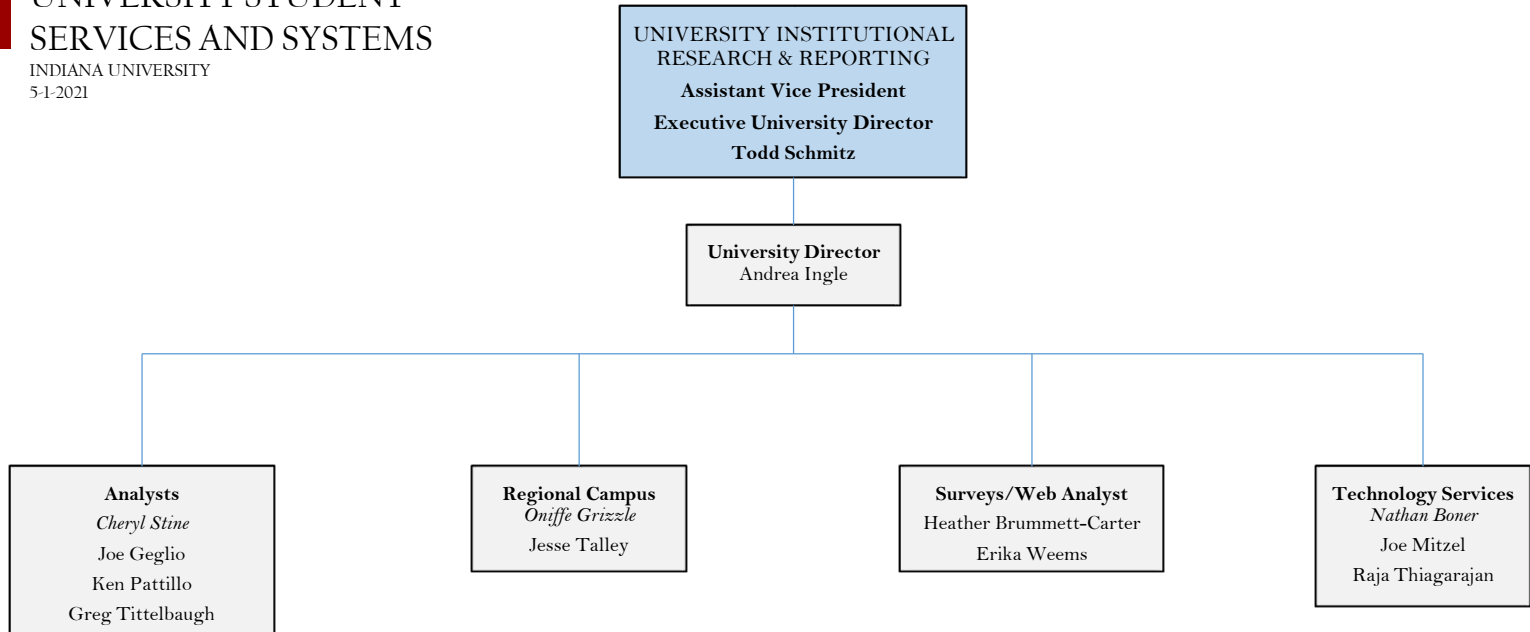 UNIVERSITY STUDENT
SERVICES AND SYSTEMS
INDIANA UNIVERSITY
5-1-2021
UNIVERSITY INSTITUTIONAL
RESEARCH & REPORTING
Assistant Vice President
Executive University Director
Todd Schmitz
University Director
Andrea Ingle
Analysts
Cheryl Stine
Joe Geglio
Ken Pattillo
Greg Tittelbaugh
Regional Campus
Oniffe Grizzle
Jesse Talley
Surveys/Web Analyst
Heather Brummett-Carter
Erika Weems
Technology Services
Nathan Boner
Joe Mitzel
Raja Thiagarajan